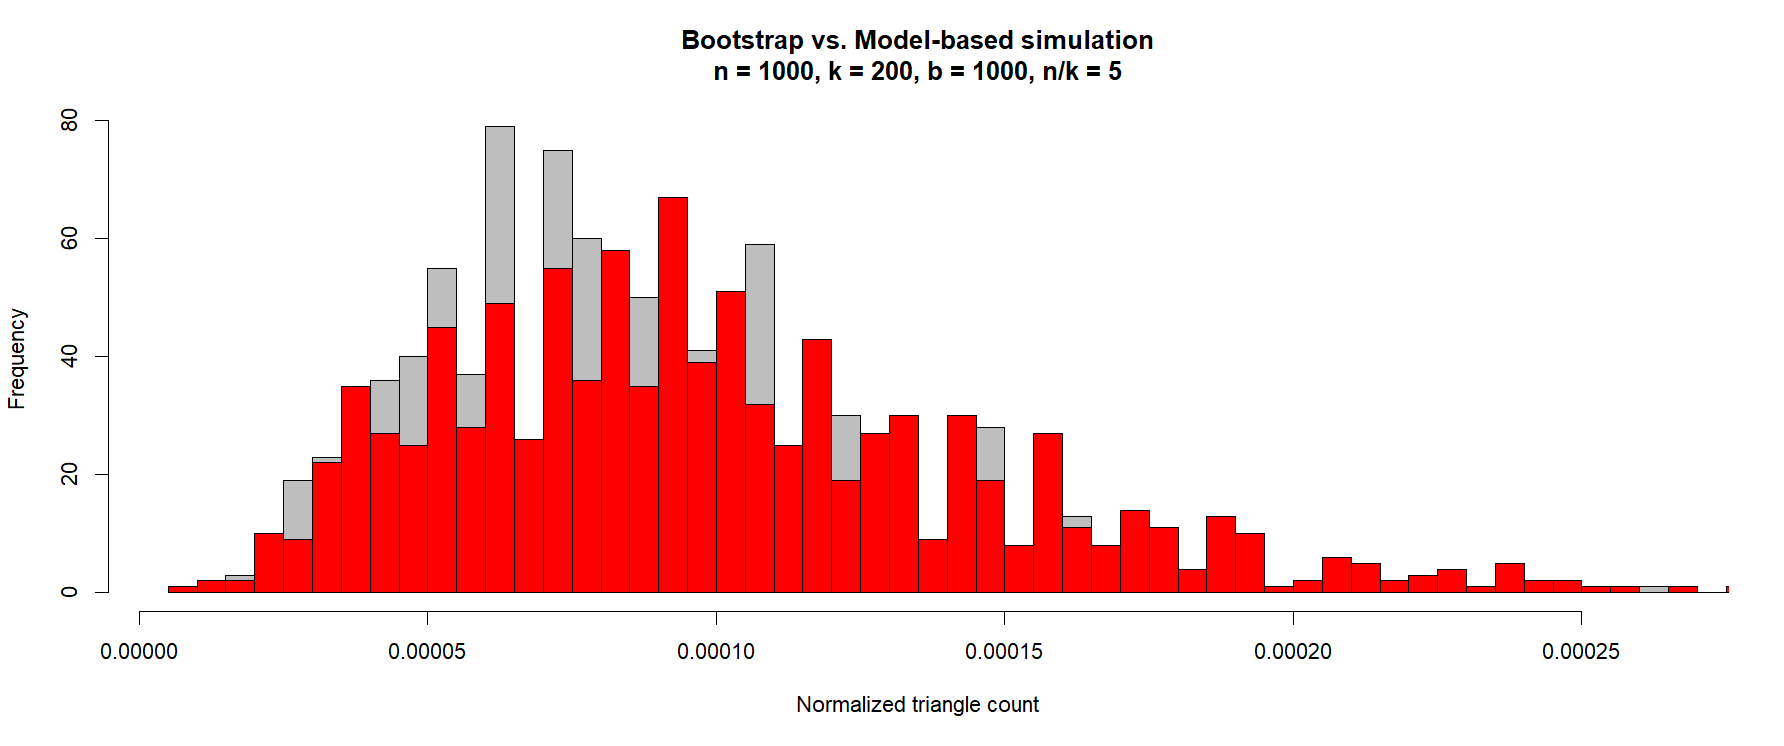 Bootstrap vs. Model-based simulation
n = 1000, k = 200, b = 1000, n/k = 5
80
60
40
20
0
Frequency
0.00000 0.00005 0.00010 0.00015 0.00020 0.00025
Normalized triangle count